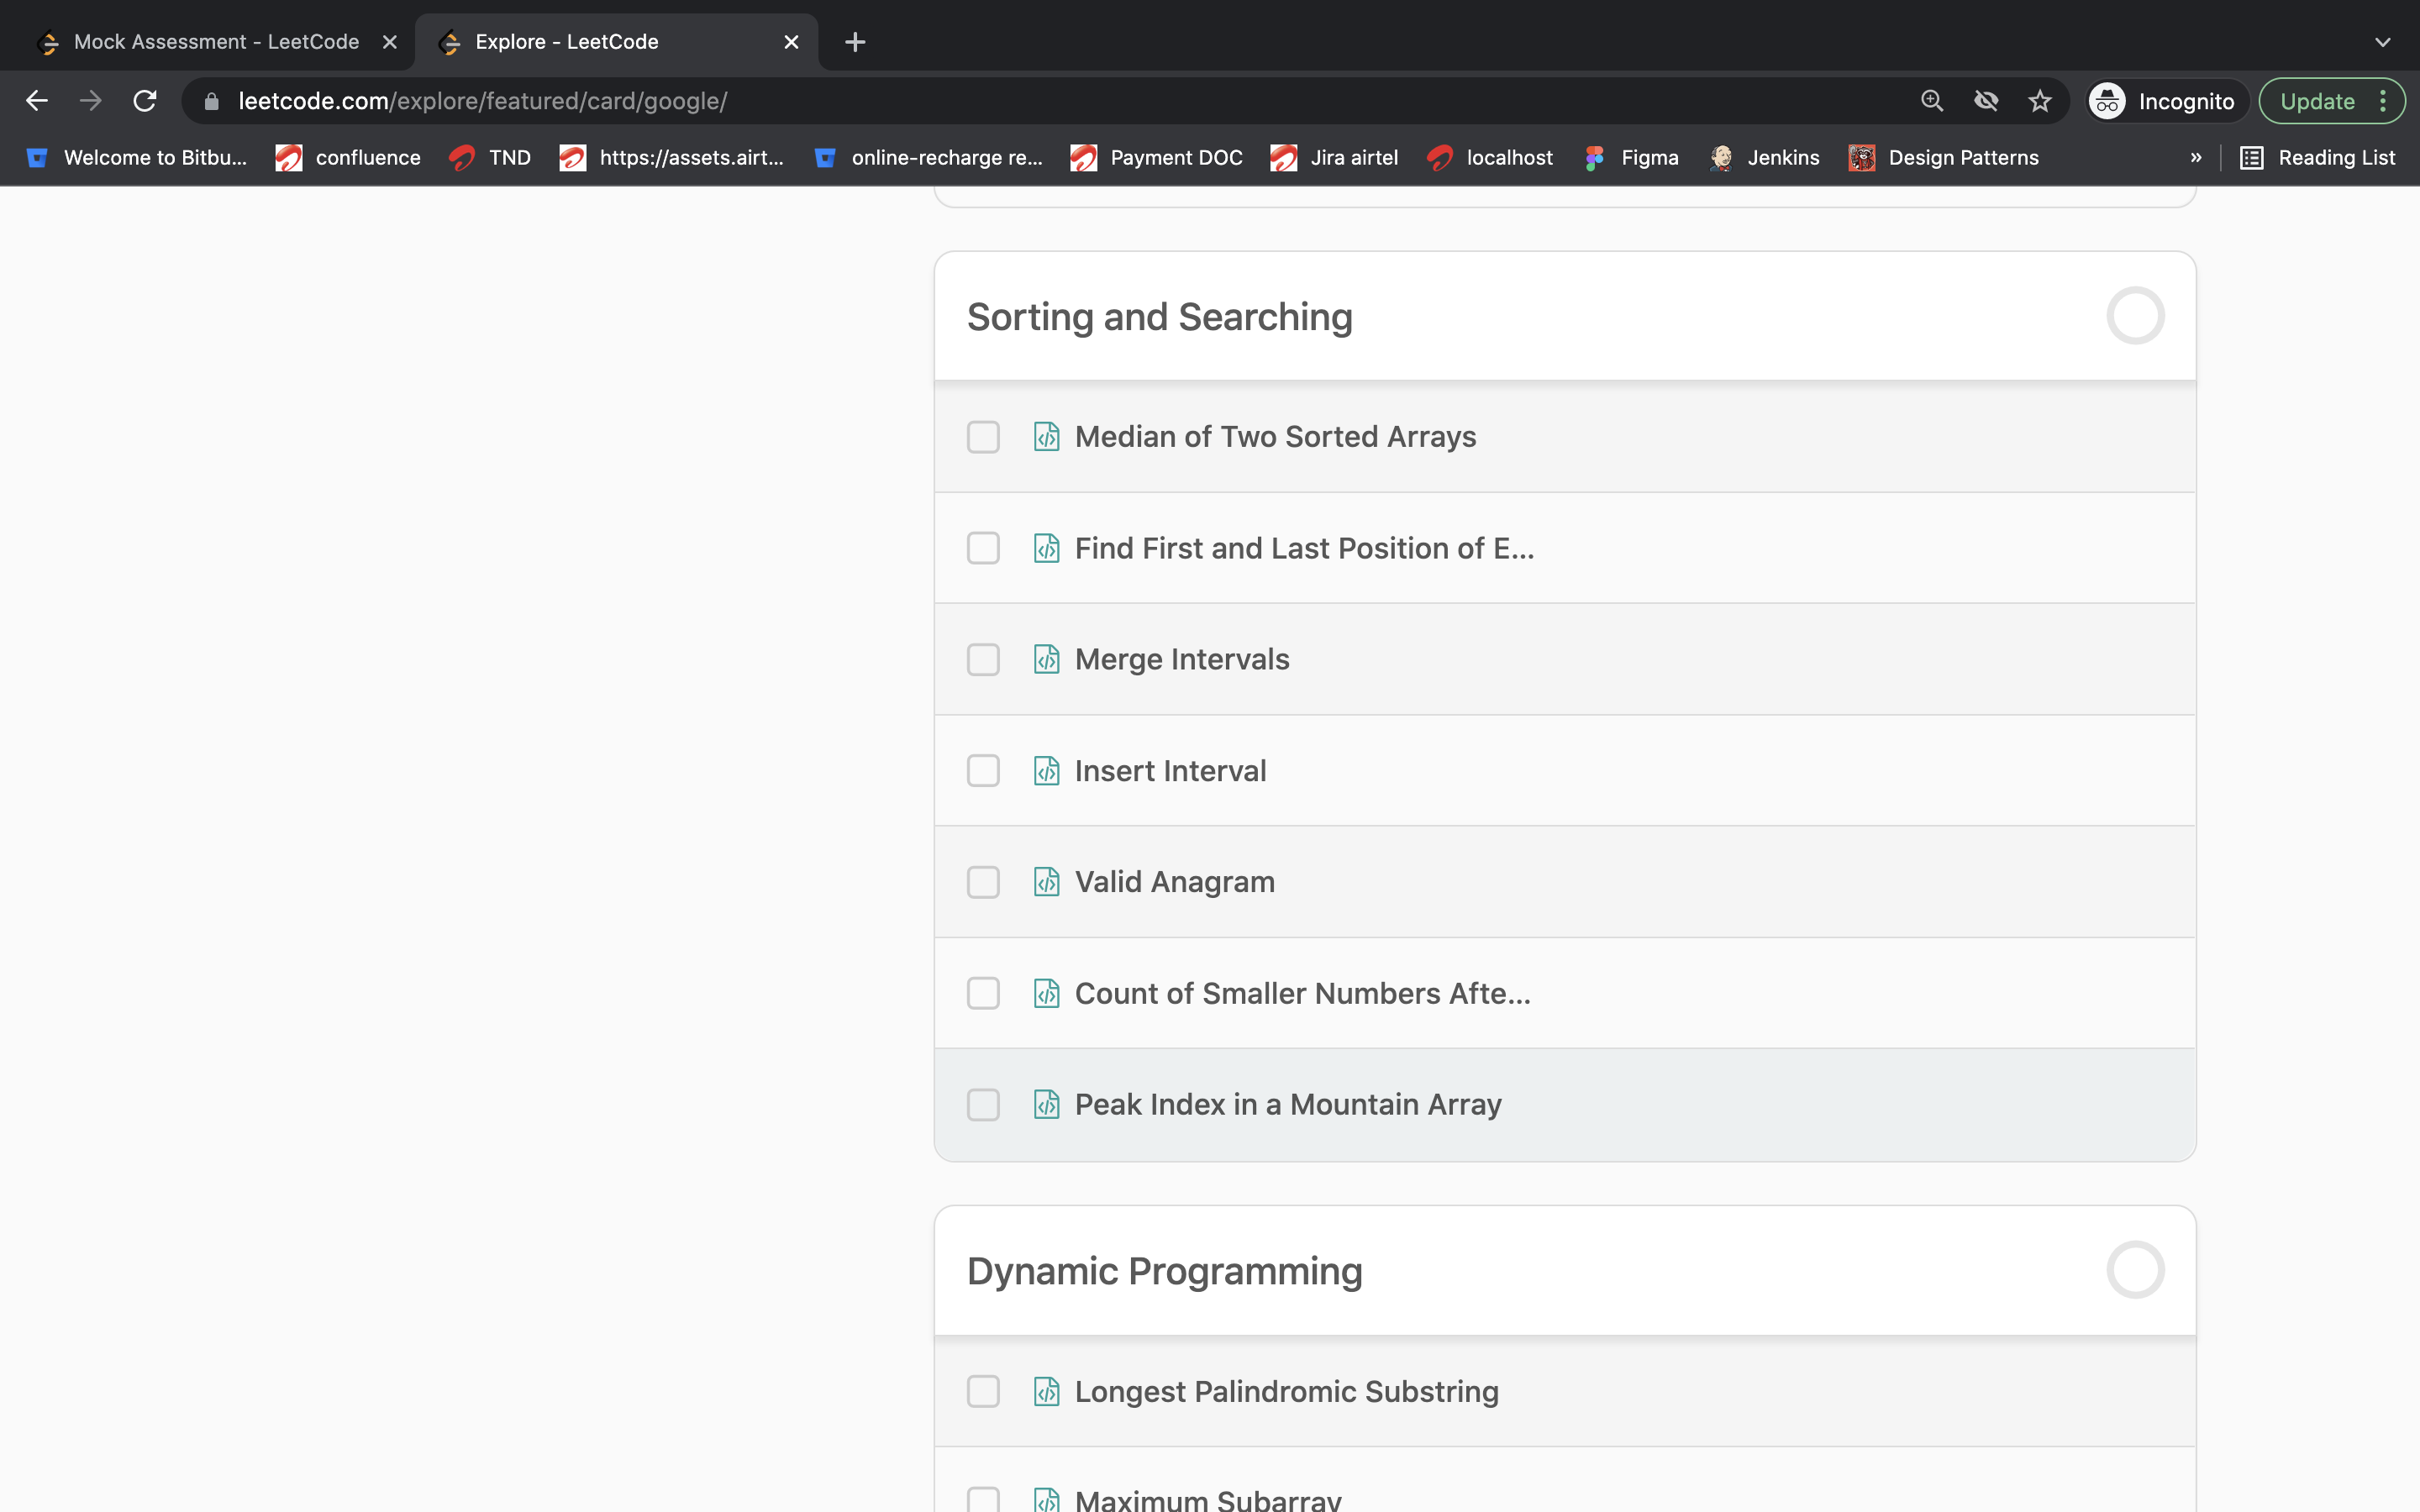 Mock Assessment - LeetCode
Explore - LeetCode
leetcode.com/explore/featured/card/google/
Incognito
Update
Welcome to Bitbu...
confluence
TND
https://assets.airt...
online-recharge re...
Payment DOC
Jira airtel
localhost
Figma
Jenkins
Design Patterns
»
Reading List
Sorting and Searching
Median of Two Sorted Arrays
Find First and Last Position of E...
Merge Intervals
Insert Interval
Valid Anagram
Count of Smaller Numbers Afte...
Peak Index in a Mountain Array
Dynamic Programming
Longest Palindromic Substring
Maximum Subarray